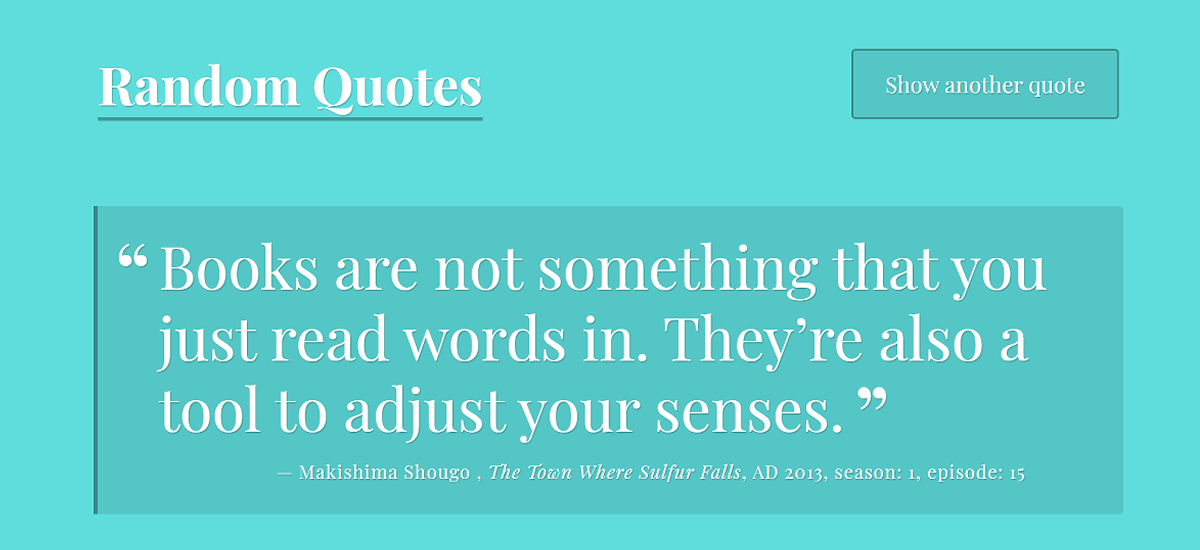 Random Quotes
Show another quote
“ Books are not something that you
just read words in. They’re also a
tool to adjust your senses. ”
— Makishima Shougo , The Town Where Sulfur Falls, AD 2013, season: 1, episode: 15